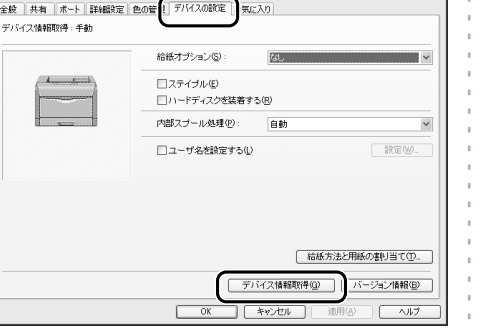 全般 共有 ポート 詳細設定 色の管理 デバイスの設定 お気に入り
デバイス情報取得：手動
給紙オプション(S)： なし
ステイプル(E)
ハードディスクを装着する(R)
内部スプール処理(P)： 自動
ユーザ名を設定する(L) 設定(W)...
給紙方法と用紙の割り当て(T)...
デバイス情報取得(G) バージョン情報(B)
OK キャンセル 適用(A) ヘルプ